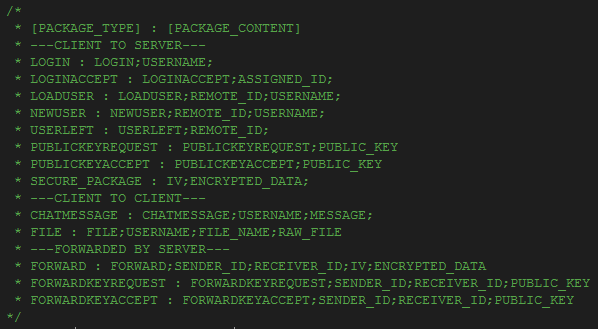 /*
* [PACKAGE_TYPE] : [PACKAGE_CONTENT]
* ---CLIENT TO SERVER---
* LOGIN : LOGIN;USERNAME;
* LOGINACCEPT : LOGINACCEPT;ASSIGNED_ID;
* LOADUSER : LOADUSER;REMOTE_ID;USERNAME;
* NEWUSER : NEWUSER;REMOTE_ID;USERNAME;
* USERLEFT : USERLEFT;REMOTE_ID;
* PUBLICKEYREQUEST : PUBLICKEYREQUEST;PUBLIC_KEY
* PUBLICKEYACCEPT : PUBLICKEYACCEPT;PUBLIC_KEY
* SECURE_PACKAGE : IV;ENCRYPTED_DATA;
* ---CLIENT TO CLIENT---
* CHATMESSAGE : CHATMESSAGE;USERNAME;MESSAGE;
* FILE : FILE;USERNAME;FILE_NAME;RAW_FILE
* ---FORWARDED BY SERVER---
* FORWARD : FORWARD;SENDER_ID;RECEIVER_ID;IV;ENCRYPTED_DATA
* FORWARDKEYREQUEST : FORWARDKEYREQUEST;SENDER_ID;RECEIVER_ID;PUBLIC_KEY
* FORWARDKEYACCEPT : FORWARDKEYACCEPT;SENDER_ID;RECEIVER_ID;PUBLIC_KEY
*/